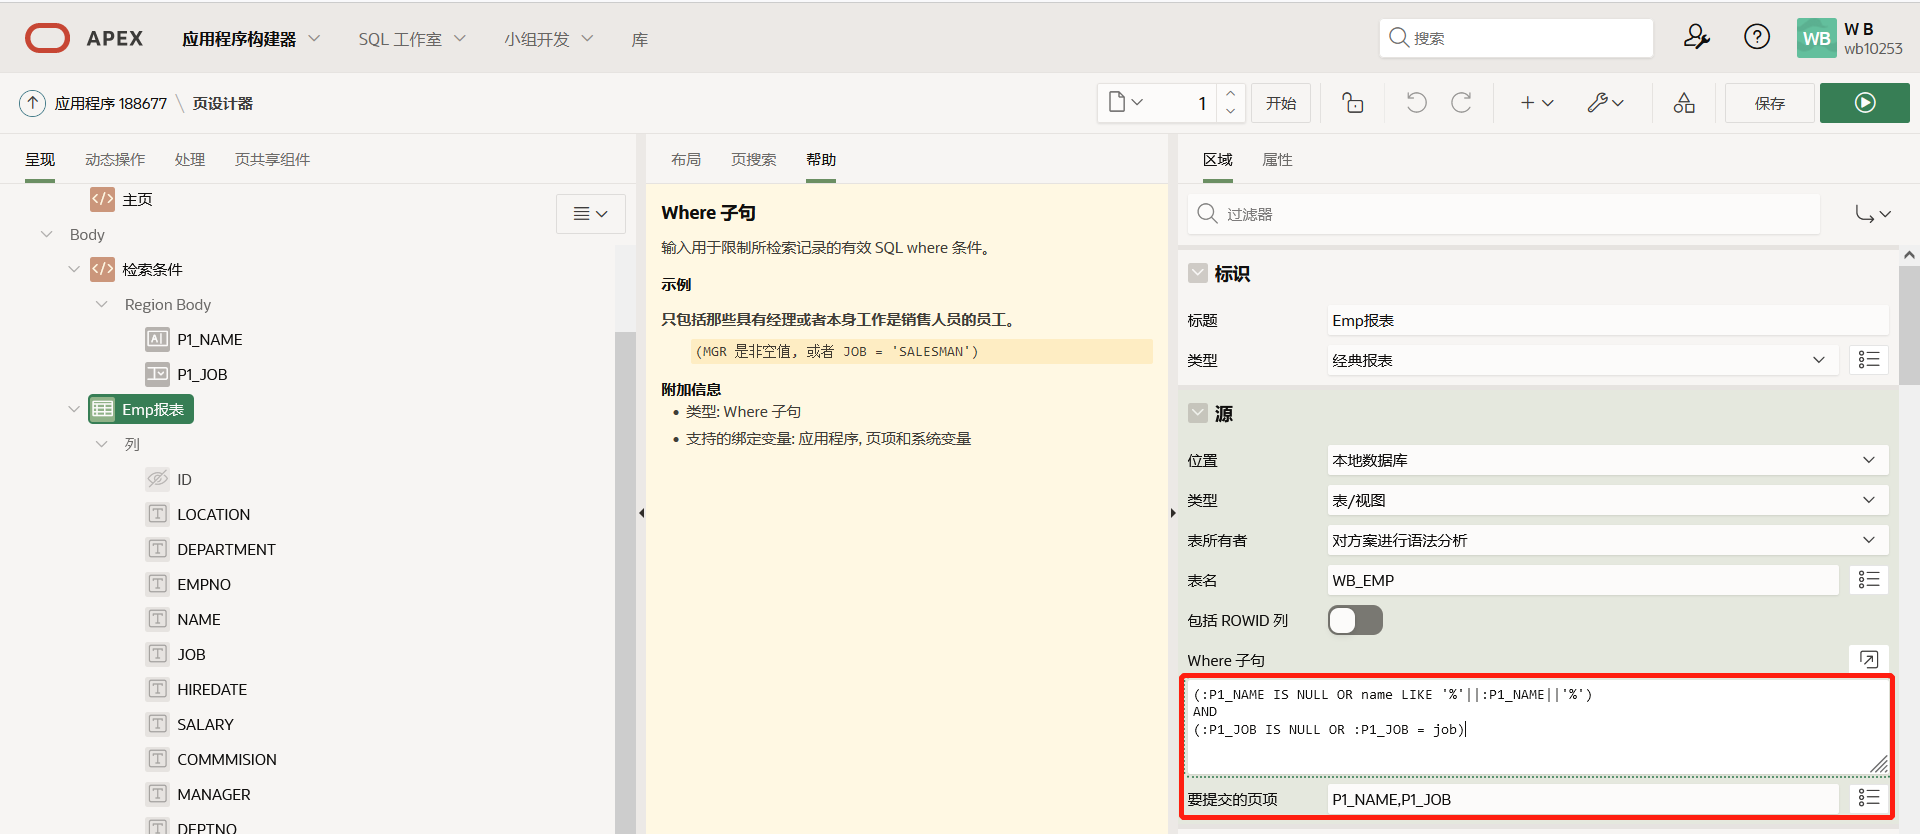 APEX 应用程序构建器 SQL 工作室 小组开发 库 搜索 WB W B
wb10253
应用程序 188677 \ 页设计器 1 开始 保存
呈现 动态操作 处理 页共享组件
主页
Body
检索条件
Region Body
P1_NAME
P1_JOB
Emp报表
列
ID
LOCATION
DEPARTMENT
EMPNO
NAME
JOB
HIREDATE
SALARY
COMMMISION
MANAGER
DEPTNO
布局 页搜索 帮助
Where 子句
输入用于限制所检索记录的有效 SQL where 条件。
示例
只包括那些具有经理或者本身工作是销售人员的员工。
(MGR 是非空值, 或者 JOB = 'SALESMAN')
附加信息
• 类型: Where 子句
• 支持的绑定变量: 应用程序, 页项和系统变量
区域 属性
过滤器
标识
标题 Emp报表
类型 经典报表
源
位置 本地数据库
类型 表/视图
表所有者 对方案进行语法分析
表名 WB_EMP
包括 ROWID 列
Where 子句
(:P1_NAME IS NULL OR name LIKE '%'||:P1_NAME||'%')
AND
(:P1_JOB IS NULL OR :P1_JOB = job)
要提交的页项 P1_NAME,P1_JOB